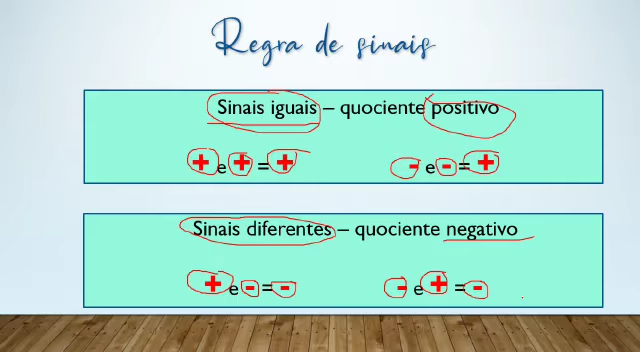 Regra de sinais
Sinais iguais – quociente positivo
+ e + = + - e - = +
Sinais diferentes – quociente negativo
+ e - = - - e + = -